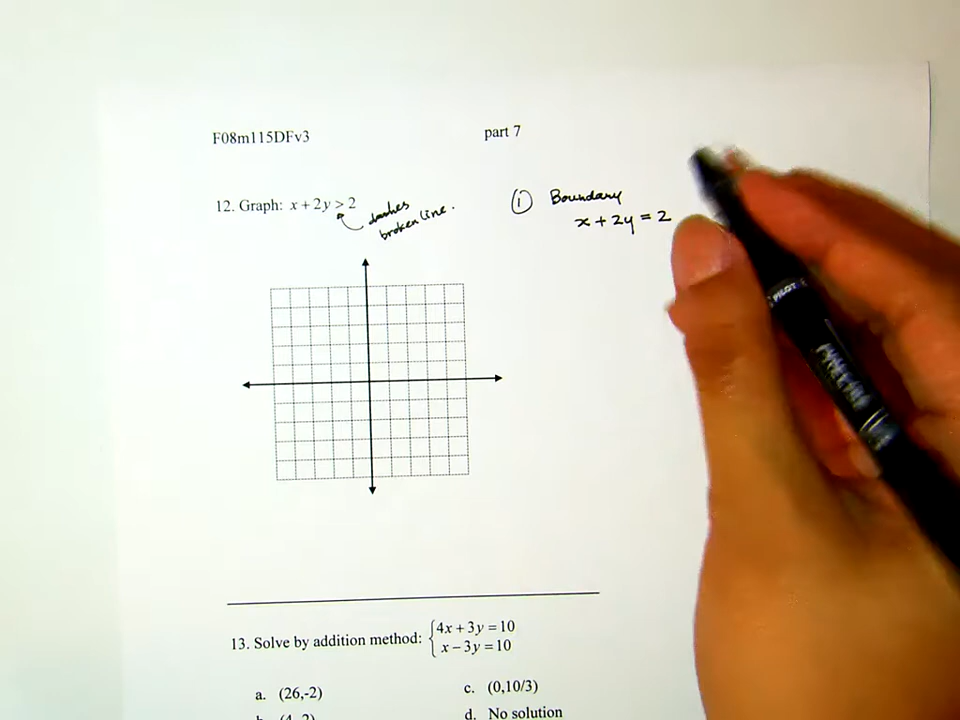 F08m115DFv3 part 7
12. Graph: x + 2y > 2
dashes
broken line.
① Boundary
x + 2y = 2
PILOT
13. Solve by addition method: { 4x + 3y = 10
x − 3y = 10
a. (26,-2) c. (0,10/3)
d. No solution